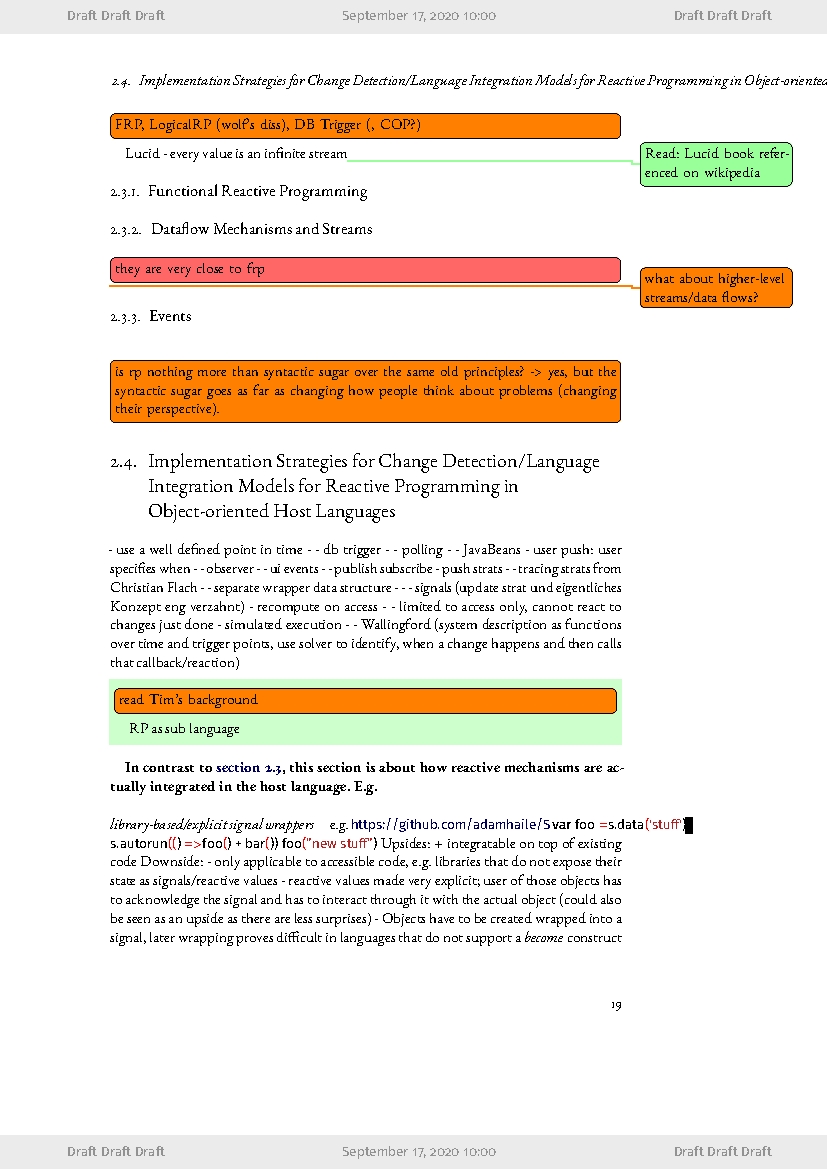 Draft Draft Draft September 17, 2020 10:00 Draft Draft Draft
2.4. Implementation Strategies for Change Detection/Language Integration Models for Reactive Programming in Object-oriented
FRP, LogicalRP (wolf's diss), DB Trigger (, COP?)
Lucid - every value is an infinite stream
Read: Lucid book refer-
enced on wikipedia
2.3.1. Functional Reactive Programming
2.3.2. Dataflow Mechanisms and Streams
they are very close to frp
what about higher-level
streams/data flows?
2.3.3. Events
is rp nothing more than syntactic sugar over the same old principles? -> yes, but the
syntactic sugar goes as far as changing how people think about problems (changing
their perspective).
2.4. Implementation Strategies for Change Detection/Language
Integration Models for Reactive Programming in
Object-oriented Host Languages
- use a well defined point in time - - db trigger - - polling - - JavaBeans - user push: user
specifies when - - observer - - ui events - - publish subscribe - push strats - - tracing strats from
Christian Flach - - separate wrapper data structure - - - signals (update strat und eigentliches
Konzept eng verzahnt) - recompute on access - - limited to access only, cannot react to
changes just done - simulated execution - - Wallingford (system description as functions
over time and trigger points, use solver to identify, when a change happens and then calls
that callback/reaction)
read Tim's background
RP as sub language
In contrast to section 2.3, this section is about how reactive mechanisms are ac-
tually integrated in the host language. E.g.
library-based/explicit signal wrappers e.g. https://github.com/adamhaile/S var foo =s.data('stuff')
s.autorun(() =>foo() + bar()) foo("new stuff") Upsides: + integratable on top of existing
code Downside: - only applicable to accessible code, e.g. libraries that do not expose their
state as signals/reactive values - reactive values made very explicit; user of those objects has
to acknowledge the signal and has to interact through it with the actual object (could also
be seen as an upside as there are less surprises) - Objects have to be created wrapped into a
signal, later wrapping proves difficult in languages that do not support a become construct
19
Draft Draft Draft September 17, 2020 10:00 Draft Draft Draft